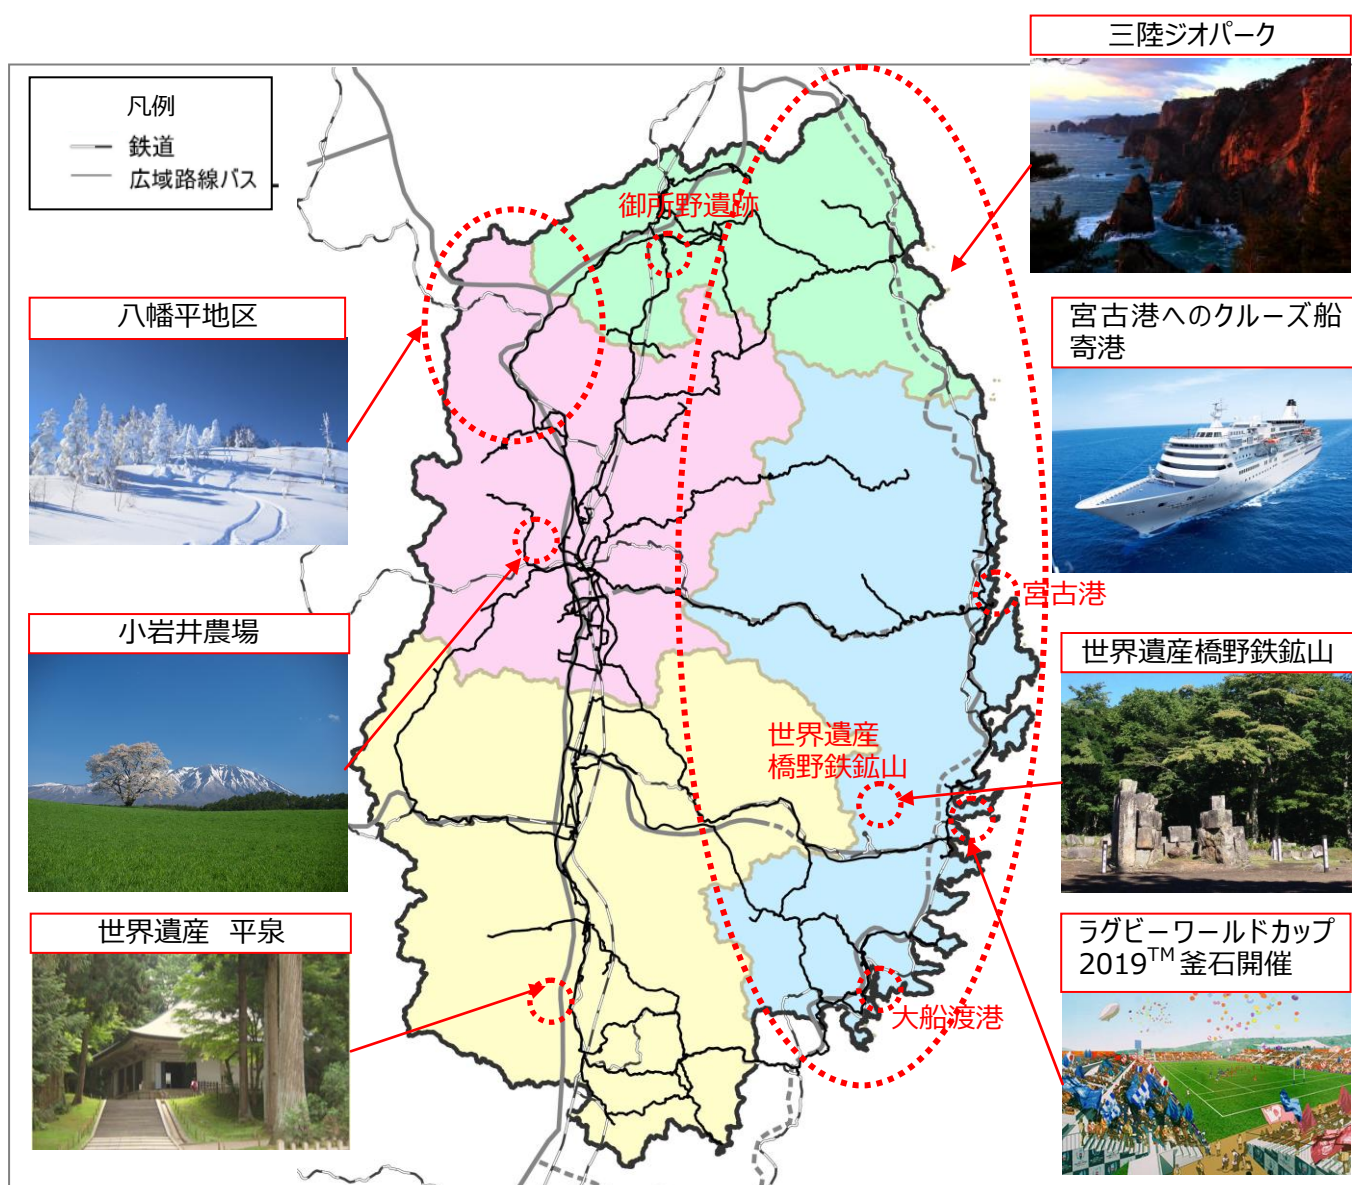 三陸ジオパーク
凡例
鉄道
広域路線バス
御所野遺跡
八幡平地区
宮古港へのクルーズ船
寄港
宮古港
小岩井農場
世界遺産橋野鉄鉱山
世界遺産
橋野鉄鉱山
世界遺産 平泉
ラグビーワールドカップ
2019™釜石開催
大船渡港